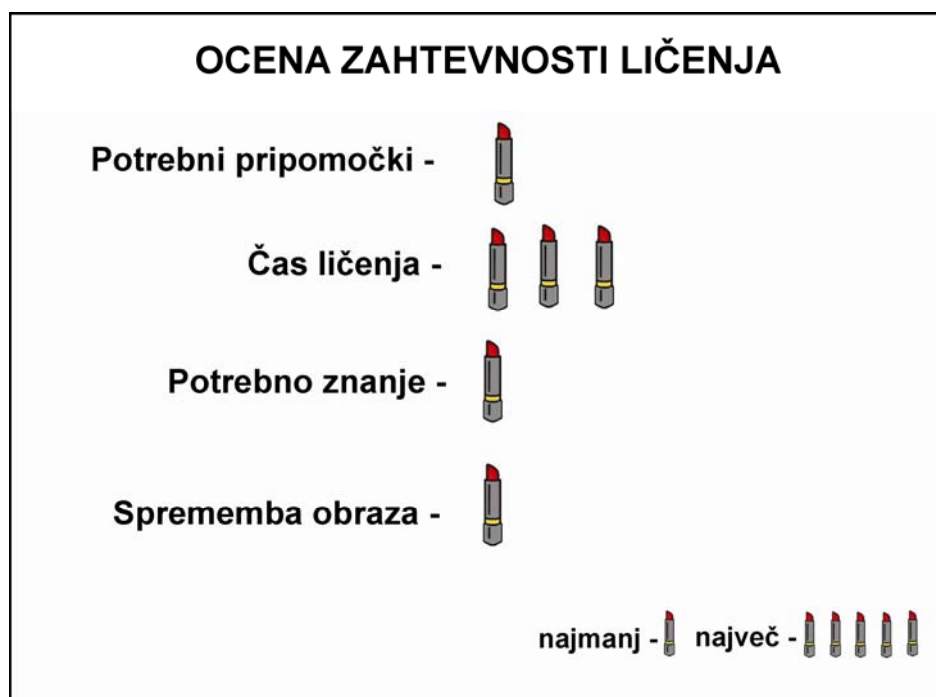 OCENA ZAHTEVNOSTI LIČENJA
Potrebni pripomočki -
Čas ličenja -
Potrebno znanje -
Sprememba obraza -
najmanj - največ -